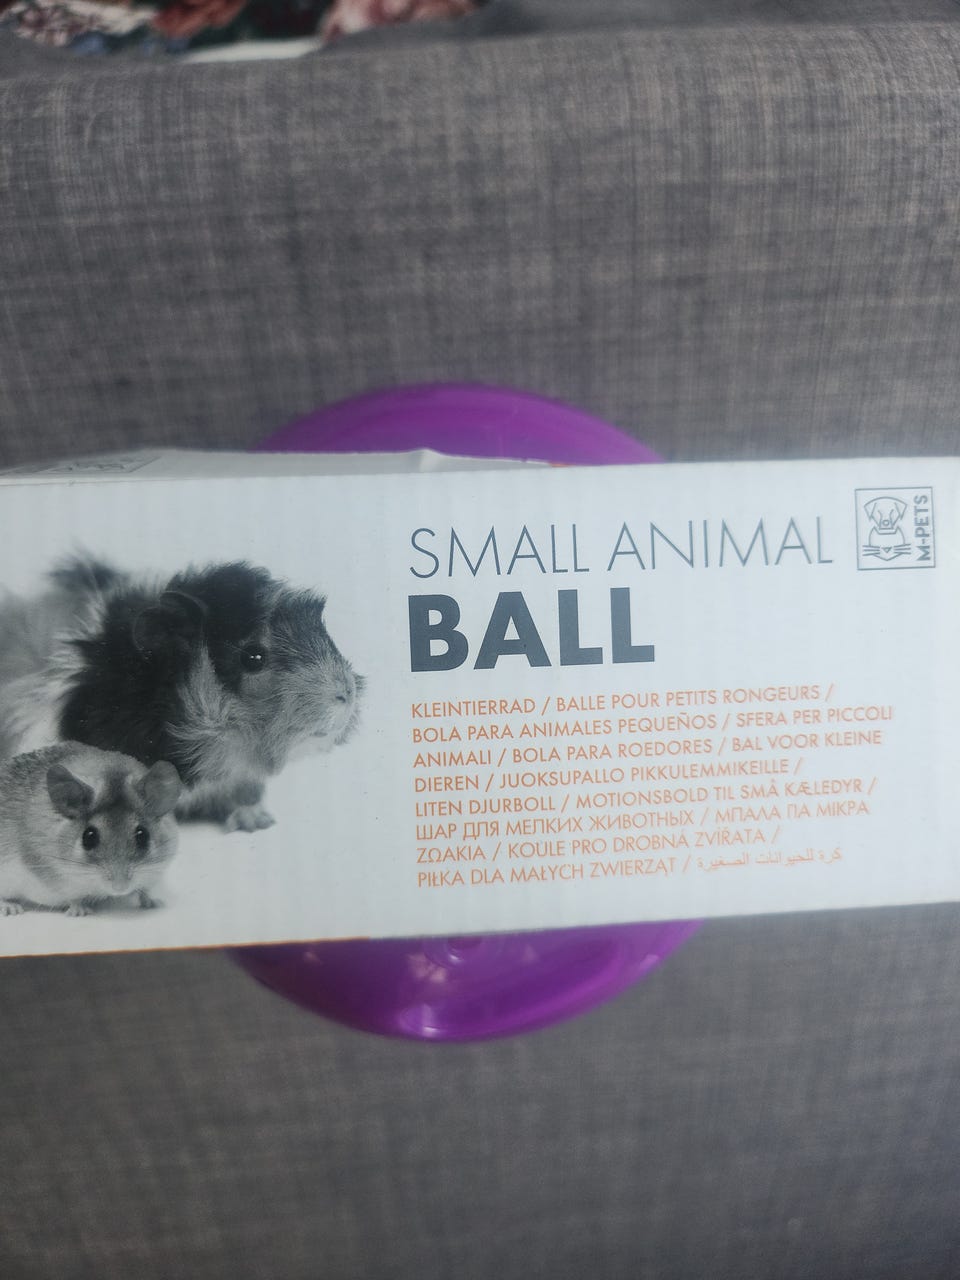 SMALL ANIMAL
BALL
M-PETS
KLEINTIERRAD / BALLE POUR PETITS RONGEURS /
BOLA PARA ANIMALES PEQUEÑOS / SFERA PER PICCOLI
ANIMALI / BOLA PARA ROEDORES / BAL VOOR KLEINE
DIEREN / JUOKSUPALLO PIKKULEMMIKEILLE /
LITEN DJURBOLL / MOTIONSBOLD TIL SMÅ KÆLEDYR /
ШАР ДЛЯ МЕЛКИХ ЖИВОТНЫХ / ΜΠΑΛΑ ΓΙΑ ΜΙΚΡΑ
ΖΩΑΚΙΑ / KOULE PRO DROBNÁ ZVÍŘATA /
PIŁKA DLA MAŁYCH ZWIERZĄT / كرة للحيوانات الصغيرة